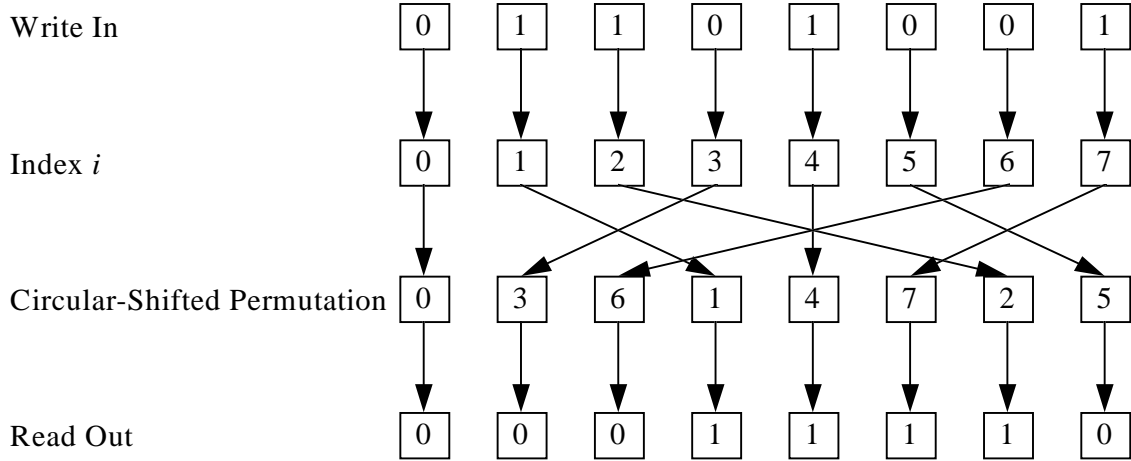 Write In 0 1 1 0 1 0 0 1
Index i 0 1 2 3 4 5 6 7
Circular-Shifted Permutation 0 3 6 1 4 7 2 5
Read Out 0 0 0 1 1 1 1 0